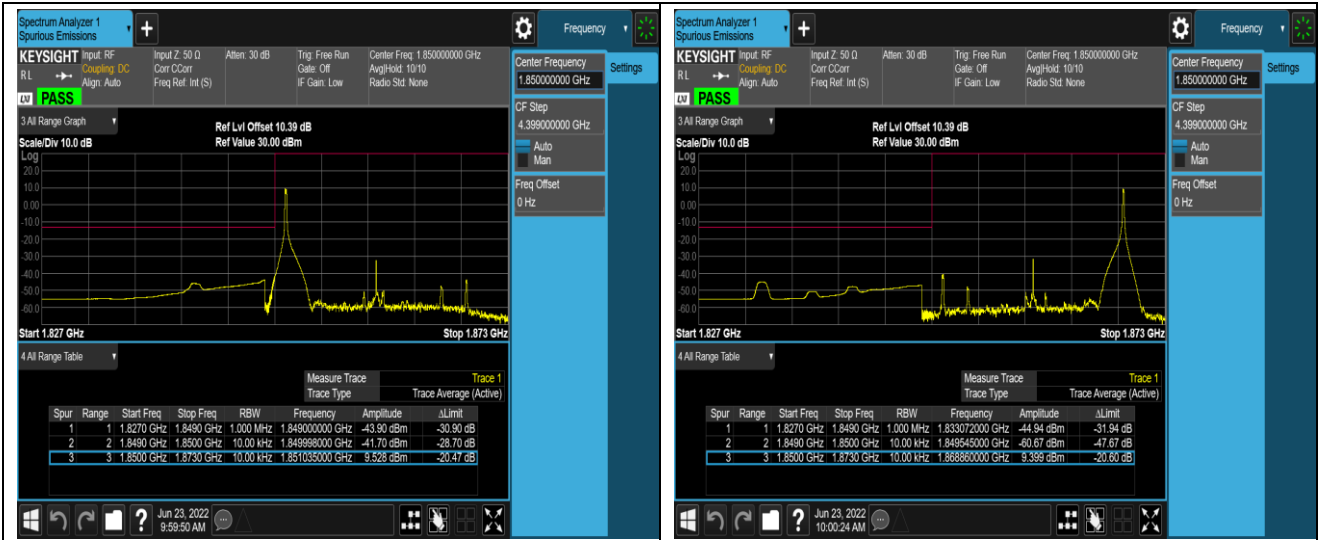 Spectrum Analyzer 1
Spurious Emissions
+
Frequency
KEYSIGHT Input: RF Input Z: 50 Ω Atten: 30 dB Trig: Free Run Center Freq: 1.850000000 GHz
Coupling: DC Corr CCorr Gate: Off Avg|Hold: 10/10
R L Align: Auto Freq Ref: Int (S) IF Gain: Low Radio Std: None
LXI PASS
Center Frequency
1.850000000 GHz
Settings
CF Step
4.399000000 GHz
Auto
Man
Freq Offset
0 Hz
3 All Range Graph
Ref Lvl Offset 10.39 dB
Scale/Div 10.0 dB Ref Value 30.00 dBm
Log
20.0
10.0
0.00
-10.0
-20.0
-30.0
-40.0
-50.0
-60.0
Start 1.827 GHz Stop 1.873 GHz
4 All Range Table
Measure Trace Trace 1
Trace Type Trace Average (Active)
Spur Range Start Freq Stop Freq RBW Frequency Amplitude ΔLimit
1 1 1.8270 GHz 1.8490 GHz 1.000 MHz 1.849000000 GHz -43.90 dBm -30.90 dB
2 2 1.8490 GHz 1.8500 GHz 10.00 kHz 1.849998000 GHz -41.70 dBm -28.70 dB
3 3 1.8500 GHz 1.8730 GHz 10.00 kHz 1.851035000 GHz 9.528 dBm -20.47 dB
? Jun 23, 2022
9:59:50 AM
Spectrum Analyzer 1
Spurious Emissions
+
Frequency
KEYSIGHT Input: RF Input Z: 50 Ω Atten: 30 dB Trig: Free Run Center Freq: 1.850000000 GHz
Coupling: DC Corr CCorr Gate: Off Avg|Hold: 10/10
R L Align: Auto Freq Ref: Int (S) IF Gain: Low Radio Std: None
LXI PASS
Center Frequency
1.850000000 GHz
Settings
CF Step
4.399000000 GHz
Auto
Man
Freq Offset
0 Hz
3 All Range Graph
Ref Lvl Offset 10.39 dB
Scale/Div 10.0 dB Ref Value 30.00 dBm
Log
20.0
10.0
0.00
-10.0
-20.0
-30.0
-40.0
-50.0
-60.0
Start 1.827 GHz Stop 1.873 GHz
4 All Range Table
Measure Trace Trace 1
Trace Type Trace Average (Active)
Spur Range Start Freq Stop Freq RBW Frequency Amplitude ΔLimit
1 1 1.8270 GHz 1.8490 GHz 1.000 MHz 1.833072000 GHz -44.94 dBm -31.94 dB
2 2 1.8490 GHz 1.8500 GHz 10.00 kHz 1.849545000 GHz -60.67 dBm -47.67 dB
3 3 1.8500 GHz 1.8730 GHz 10.00 kHz 1.868860000 GHz 9.399 dBm -20.60 dB
? Jun 23, 2022
10:00:24 AM